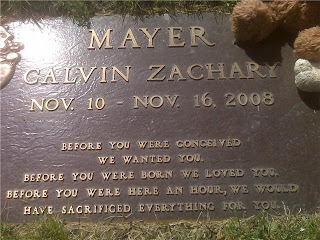 MAYER
CALVIN ZACHARY
NOV. 10 - NOV. 16, 2008
BEFORE YOU WERE CONCEIVED
WE WANTED YOU.
BEFORE YOU WERE BORN WE LOVED YOU.
BEFORE YOU WERE HERE AN HOUR, WE WOULD
HAVE SACRIFICED EVERYTHING FOR YOU.